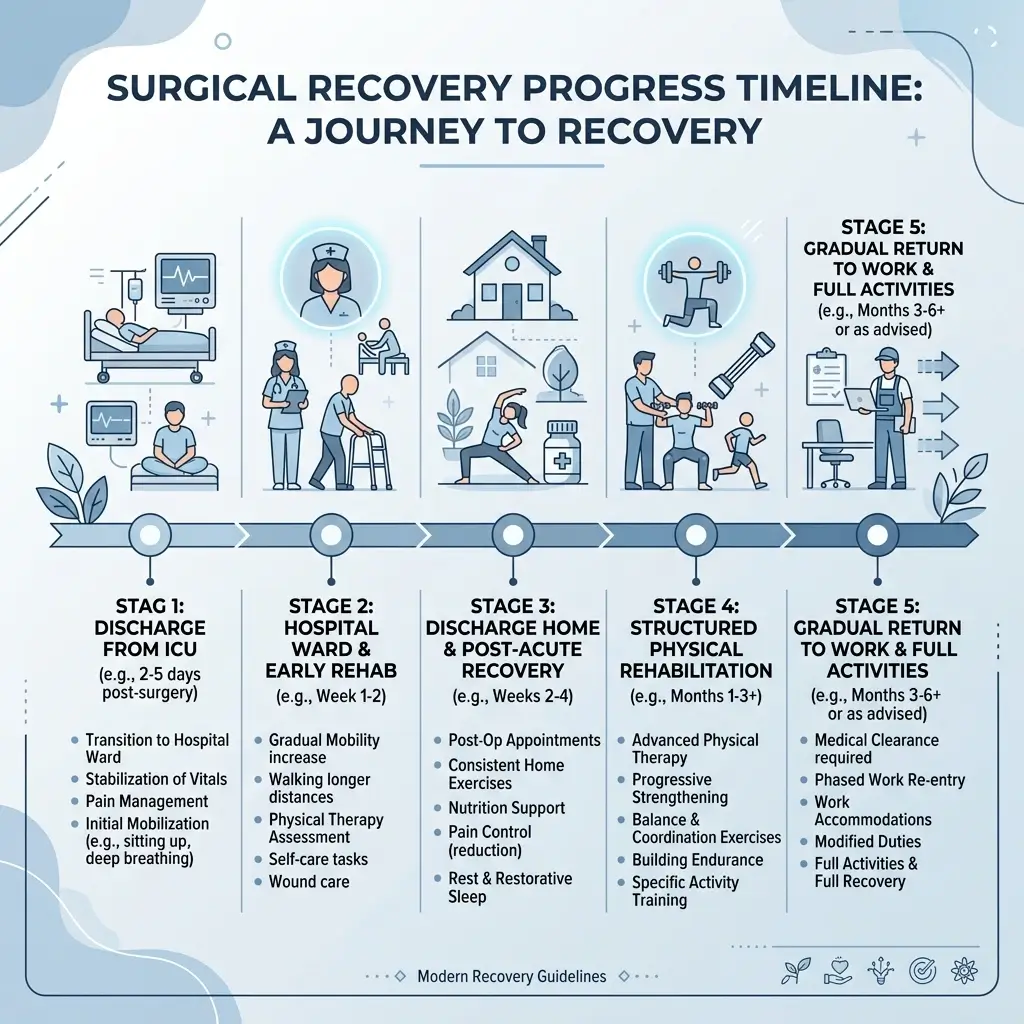 SURGICAL RECOVERY PROGRESS TIMELINE:
A JOURNEY TO RECOVERY
STAGE 5:
GRADUAL RETURN
TO WORK &
FULL ACTIVITIES
(e.g., Months 3-6+
or as advised)
STAG 1:
DISCHARGE
FROM ICU
(e.g., 2-5 days
post-surgery)
• Transition to Hospital
Ward
• Stabilization of Vitals
• Pain Management
• Initial Mobilization
(e.g., sitting up,
deep breathing)
STAGE 2:
HOSPITAL
WARD &
EARLY REHAB
(e.g., Week 1-2)
• Gradual Mobility
increase
• Walking longer
distances
• Physical Therapy
Assessment
• Self-care tasks
• Wound care
STAGE 3:
DISCHARGE HOME
& POST-ACUTE
RECOVERY
(e.g., Weeks 2-4)
• Post-Op Appointments
• Consistent Home
Exercises
• Nutrition Support
• Pain Control
(reduction)
• Rest & Restorative
Sleep
STAGE 4:
STRUCTURED
PHYSICAL
REHABILITATION
(e.g., Months 1-3+)
• Advanced Physical
Therapy
• Progressive
Strengthening
• Balance &
Coordination Exercises
• Building Endurance
• Specific Activity
Training
STAGE 5:
GRADUAL RETURN
TO WORK & FULL
ACTIVITIES
(e.g., Months 3-6+
or as advised)
• Medical Clearance
required
• Phased Work Re-entry
• Work
Accommodations
• Modified Duties
• Full Activities &
Full Recovery
Modern Recovery Guidelines